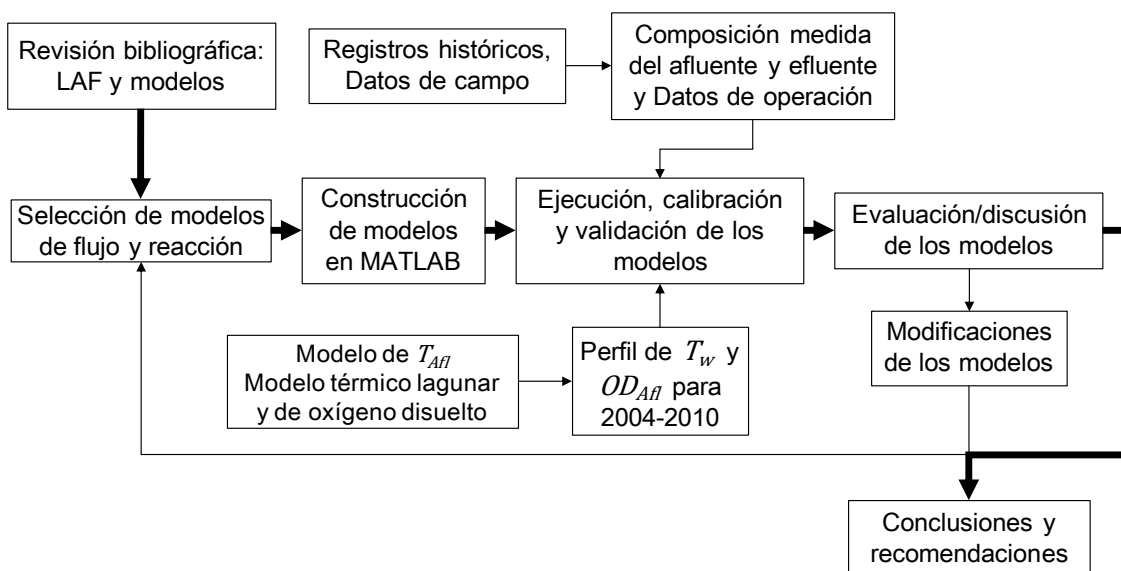 Revisión bibliográfica:
LAF y modelos
Registros históricos,
Datos de campo
Composición medida
del afluente y efluente
y Datos de operación
Selección de modelos
de flujo y reacción
Construcción
de modelos
en MATLAB
Ejecución, calibración
y validación de los
modelos
Evaluación/discusión
de los modelos
Modelo de T_Afl
Modelo térmico lagunar
y de oxígeno disuelto
Perfil de T_W y
OD_Afl para
2004-2010
Modificaciones
de los modelos
Conclusiones y
recomendaciones